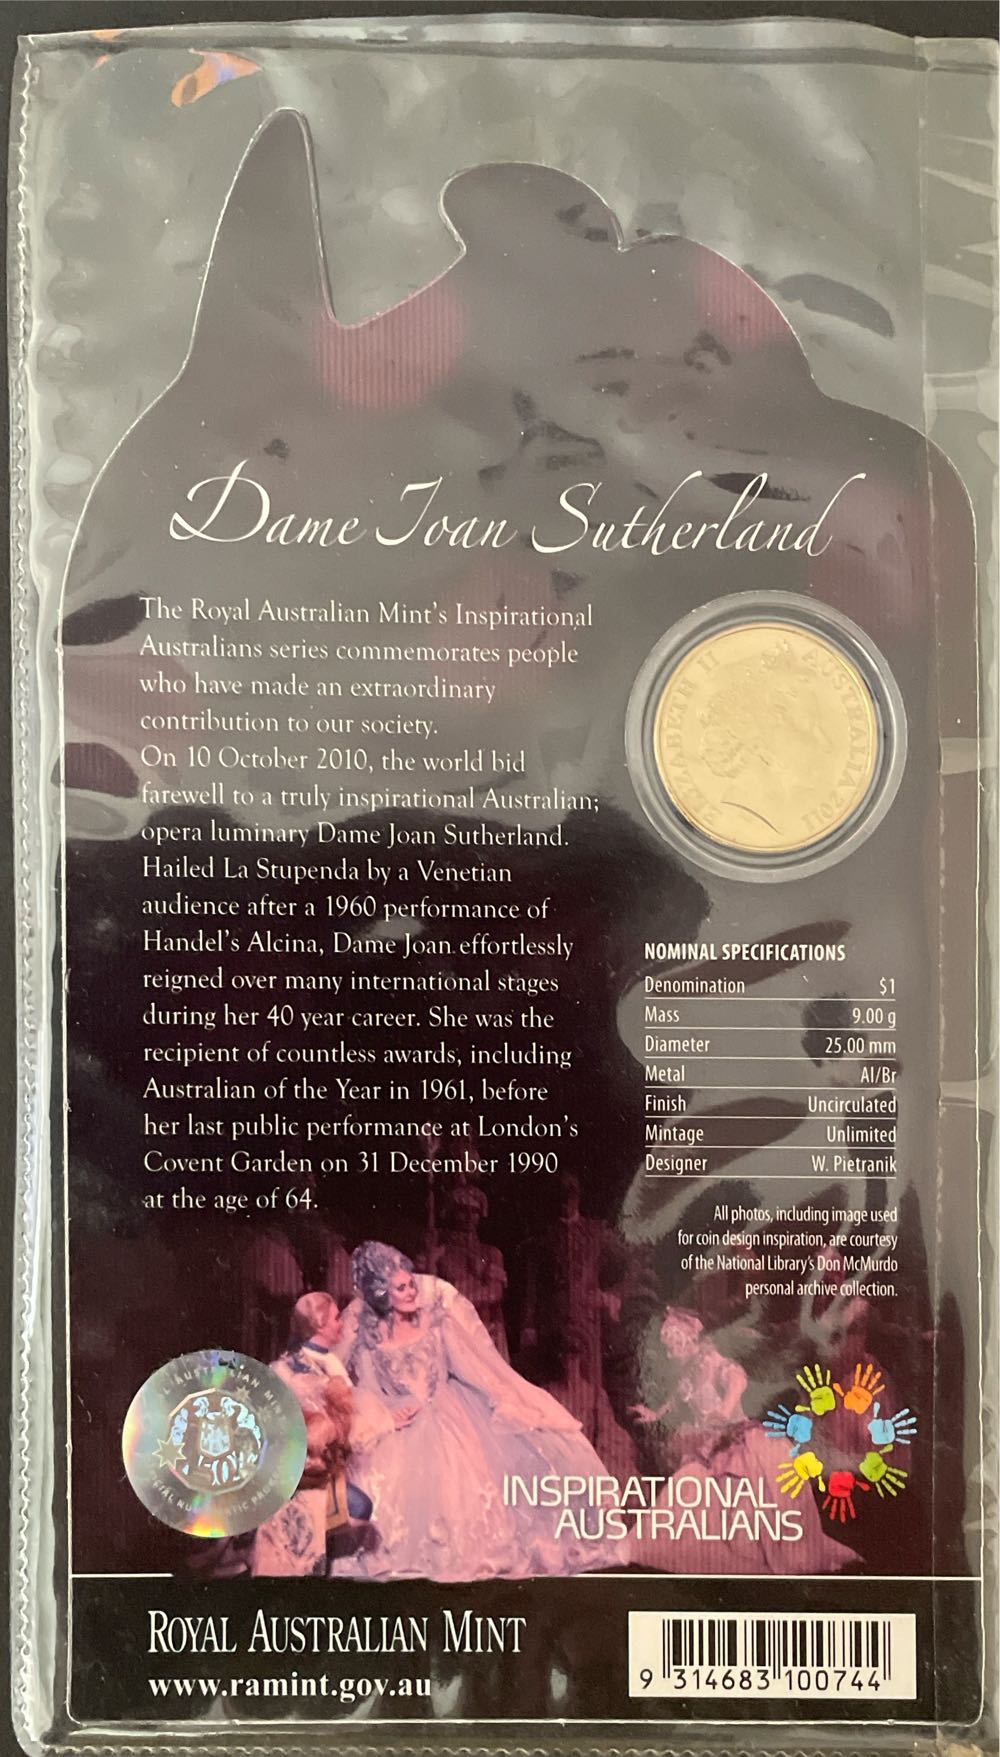 Dame Joan Sutherland
The Royal Australian Mint's Inspirational
Australians series commemorates people
who have made an extraordinary
contribution to our society.
On 10 October 2010, the world bid
farewell to a truly inspirational Australian;
opera luminary Dame Joan Sutherland.
Hailed La Stupenda by a Venetian
audience after a 1960 performance of
Handel's Alcina, Dame Joan effortlessly
reigned over many international stages
during her 40 year career. She was the
recipient of countless awards, including
Australian of the Year in 1961, before
her last public performance at London's
Covent Garden on 31 December 1990
at the age of 64.
ELIZABETH II AUSTRALIA 2011
NOMINAL SPECIFICATIONS
Denomination $1
Mass 9.00 g
Diameter 25.00 mm
Metal Al/Br
Finish Uncirculated
Mintage Unlimited
Designer W. Pietranik
All photos, including image used
for coin design inspiration, are courtesy
of the National Library's Don McMurdo
personal archive collection.
INSPIRATIONAL
AUSTRALIANS
ROYAL AUSTRALIAN MINT
www.ramint.gov.au
9 314683 100744